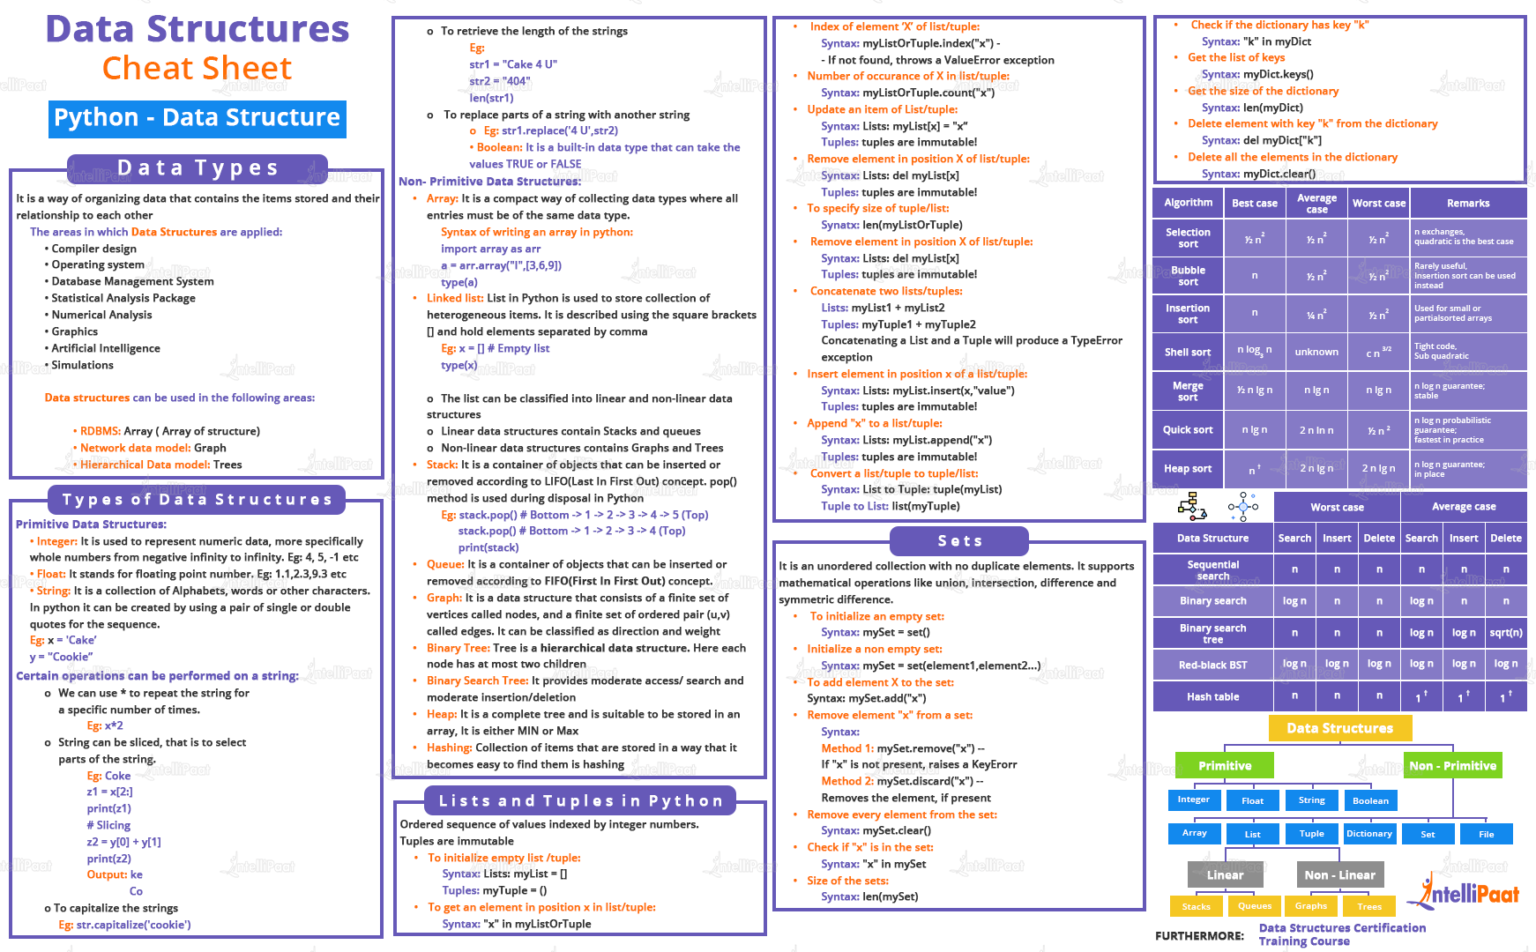 Data Structures
Cheat Sheet
Python - Data Structure
Data Types
It is a way of organizing data that contains the items stored and their
relationship to each other
The areas in which Data Structures are applied:
• Compiler design
• Operating system
• Database Management System
• Statistical Analysis Package
• Numerical Analysis
• Graphics
• Artificial Intelligence
• Simulations
Data structures can be used in the following areas:
• RDBMS: Array ( Array of structure)
• Network data model: Graph
• Hierarchical Data model: Trees
Types of Data Structures
Primitive Data Structures:
• Integer: It is used to represent numeric data, more specifically
whole numbers from negative infinity to infinity. Eg: 4, 5, -1 etc
• Float: It stands for floating point number. Eg: 1.1,2.3,9.3 etc
• String: It is a collection of Alphabets, words or other characters.
In python it can be created by using a pair of single or double
quotes for the sequence.
Eg: x = 'Cake’
y = "Cookie”
Certain operations can be performed on a string:
o We can use * to repeat the string for
a specific number of times.
Eg: x*2
o String can be sliced, that is to select
parts of the string.
Eg: Coke
z1 = x[2:]
print(z1)
# Slicing
z2 = y[0] + y[1]
print(z2)
Output: ke
Co
o To capitalize the strings
Eg: str.capitalize('cookie')
o To retrieve the length of the strings
Eg:
str1 = "Cake 4 U"
str2 = "404"
len(str1)
o To replace parts of a string with another string
o Eg: str1.replace('4 U',str2)
• Boolean: It is a built-in data type that can take the
values TRUE or FALSE
Non- Primitive Data Structures:
• Array: It is a compact way of collecting data types where all
entries must be of the same data type.
Syntax of writing an array in python:
import array as arr
a = arr.array("I",[3,6,9])
type(a)
• Linked list: List in Python is used to store collection of
heterogeneous items. It is described using the square brackets
[] and hold elements separated by comma
Eg: x = [] # Empty list
type(x)
o The list can be classified into linear and non-linear data
structures
o Linear data structures contain Stacks and queues
o Non-linear data structures contains Graphs and Trees
• Stack: It is a container of objects that can be inserted or
removed according to LIFO(Last In First Out) concept. pop()
method is used during disposal in Python
Eg: stack.pop() # Bottom -> 1 -> 2 -> 3 -> 4 -> 5 (Top)
stack.pop() # Bottom -> 1 -> 2 -> 3 -> 4 (Top)
print(stack)
• Queue: It is a container of objects that can be inserted or
removed according to FIFO(First In First Out) concept.
• Graph: It is a data structure that consists of a finite set of
vertices called nodes, and a finite set of ordered pair (u,v)
called edges. It can be classified as direction and weight
• Binary Tree: Tree is a hierarchical data structure. Here each
node has at most two children
• Binary Search Tree: It provides moderate access/ search and
moderate insertion/deletion
• Heap: It is a complete tree and is suitable to be stored in an
array, It is either MIN or Max
• Hashing: Collection of items that are stored in a way that it
becomes easy to find them is hashing
Lists and Tuples in Python
Ordered sequence of values indexed by integer numbers.
Tuples are immutable
• To initialize empty list /tuple:
Syntax: Lists: myList = []
Tuples: myTuple = ()
• To get an element in position x in list/tuple:
Syntax: "x" in myListOrTuple
• Index of element ‘X’ of list/tuple:
Syntax: myListOrTuple.index("x") -
- If not found, throws a ValueError exception
• Number of occurance of X in list/tuple:
Syntax: myListOrTuple.count("x")
• Update an item of List/tuple:
Syntax: Lists: myList[x] = "x“
Tuples: tuples are immutable!
• Remove element in position X of list/tuple:
Syntax: Lists: del myList[x]
Tuples: tuples are immutable!
• To specify size of tuple/list:
Synatx: len(myListOrTuple)
• Remove element in position X of list/tuple:
Syntax: Lists: del myList[x]
Tuples: tuples are immutable!
• Concatenate two lists/tuples:
Lists: myList1 + myList2
Tuples: myTuple1 + myTuple2
Concatenating a List and a Tuple will produce a TypeError
exception
• Insert element in position x of a list/tuple:
Syntax: Lists: myList.insert(x,"value")
Tuples: tuples are immutable!
• Append "x" to a list/tuple:
Syntax: Lists: myList.append("x")
Tuples: tuples are immutable!
• Convert a list/tuple to tuple/list:
Syntax: List to Tuple: tuple(myList)
Tuple to List: list(myTuple)
Sets
It is an unordered collection with no duplicate elements. It supports
mathematical operations like union, intersection, difference and
symmetric difference.
• To initialize an empty set:
Syntax: mySet = set()
• Initialize a non empty set:
Syntax: mySet = set(element1,element2...)
• To add element X to the set:
Syntax: mySet.add("x")
• Remove element "x" from a set:
Syntax:
Method 1: mySet.remove("x") --
If "x" is not present, raises a KeyErorr
Method 2: mySet.discard("x") --
Removes the element, if present
• Remove every element from the set:
Syntax: mySet.clear()
• Check if "x" is in the set:
Syntax: "x" in mySet
• Size of the sets:
Syntax: len(mySet)
• Check if the dictionary has key "k"
Syntax: "k" in myDict
• Get the list of keys
Syntax: myDict.keys()
• Get the size of the dictionary
Syntax: len(myDict)
• Delete element with key "k" from the dictionary
Syntax: del myDict["k"]
• Delete all the elements in the dictionary
Syntax: myDict.clear()
Algorithm Best case Average case Worst case Remarks
Selection sort ½ n² ½ n² ½ n² n exchanges, quadratic is the best case
Bubble sort n ½ n² ½ n² Rarely useful, Insertion sort can be used instead
Insertion sort n ¼ n² ½ n² Used for small or partialsorted arrays
Shell sort n log₃ n unknown c n 3/2 Tight code, Sub quadratic
Merge sort ½ n lg n n lg n n lg n n log n guarantee; stable
Quick sort n lg n 2 n ln n ½ n ² n log n probabilistic guarantee; fastest in practice
Heap sort n † 2 n lg n 2 n lg n n log n guarantee; in place
Worst case Average case
Data Structure Search Insert Delete Search Insert Delete
Sequential search n n n n n n
Binary search log n n n log n n n
Binary search tree n n n log n log n sqrt(n)
Red-black BST log n log n log n log n log n log n
Hash table n n n 1 † 1 † 1 †
Data Structures
Primitive Non - Primitive
Integer Float String Boolean
Array List Tuple Dictionary Set File
Linear Non - Linear
Stacks Queues Graphs Trees
IntelliPaat
FURTHERMORE: Data Structures Certification
Training Course